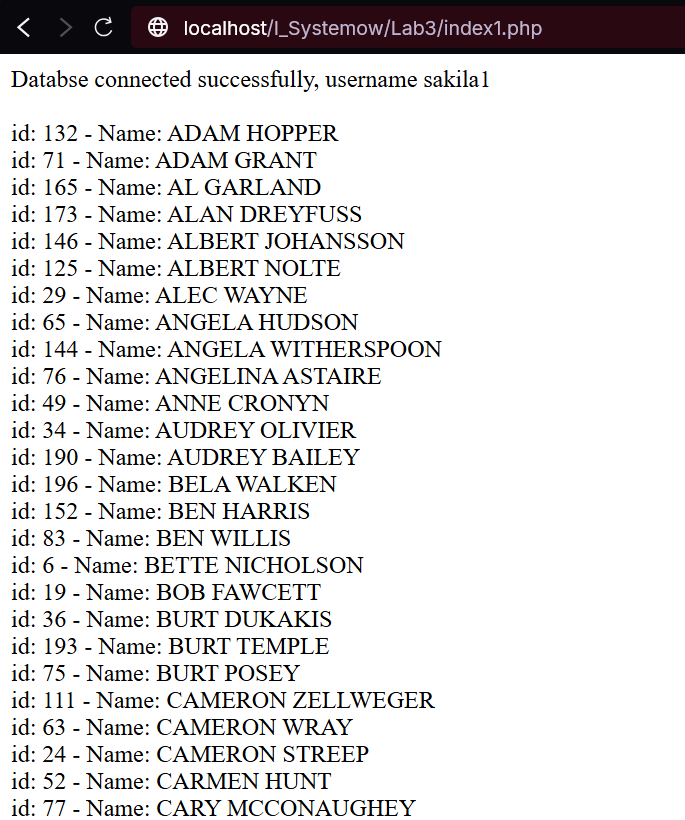 localhost/I_Systemow/Lab3/index1.php
Databse connected successfully, username sakila1
id: 132 - Name: ADAM HOPPER
id: 71 - Name: ADAM GRANT
id: 165 - Name: AL GARLAND
id: 173 - Name: ALAN DREYFUSS
id: 146 - Name: ALBERT JOHANSSON
id: 125 - Name: ALBERT NOLTE
id: 29 - Name: ALEC WAYNE
id: 65 - Name: ANGELA HUDSON
id: 144 - Name: ANGELA WITHERSPOON
id: 76 - Name: ANGELINA ASTAIRE
id: 49 - Name: ANNE CRONYN
id: 34 - Name: AUDREY OLIVIER
id: 190 - Name: AUDREY BAILEY
id: 196 - Name: BELA WALKEN
id: 152 - Name: BEN HARRIS
id: 83 - Name: BEN WILLIS
id: 6 - Name: BETTE NICHOLSON
id: 19 - Name: BOB FAWCETT
id: 36 - Name: BURT DUKAKIS
id: 193 - Name: BURT TEMPLE
id: 75 - Name: BURT POSEY
id: 111 - Name: CAMERON ZELLWEGER
id: 63 - Name: CAMERON WRAY
id: 24 - Name: CAMERON STREEP
id: 52 - Name: CARMEN HUNT
id: 77 - Name: CARY MCCONAUGHEY